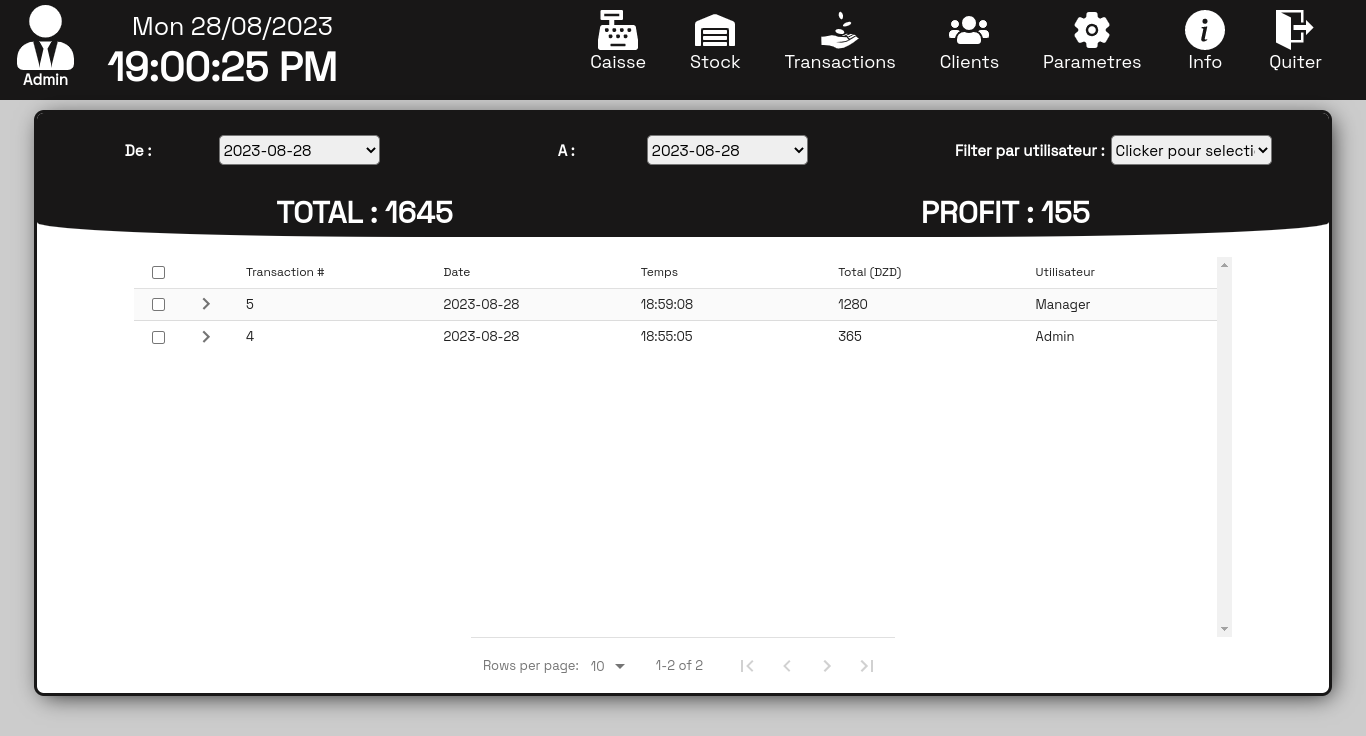 Admin
Mon 28/08/2023
19:00:25 PM
Caisse
Stock
Transactions
Clients
Parametres
Info
Quiter
De :
2023-08-28
A :
2023-08-28
Filter par utilisateur :
Clicker pour selecti
TOTAL : 1645
PROFIT : 155
Transaction # Date Temps Total (DZD) Utilisateur
5 2023-08-28 18:59:08 1280 Manager
4 2023-08-28 18:55:05 365 Admin
Rows per page: 10 1-2 of 2